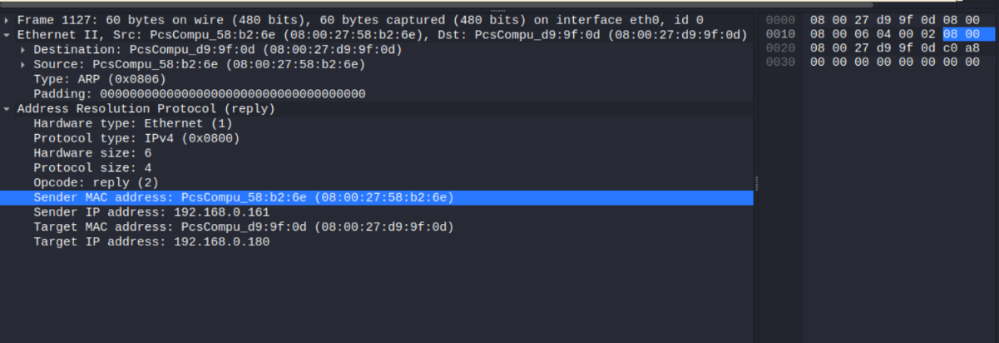 Frame 1127: 60 bytes on wire (480 bits), 60 bytes captured (480 bits) on interface eth0, id 0
Ethernet II, Src: PcsCompu_58:b2:6e (08:00:27:58:b2:6e), Dst: PcsCompu_d9:9f:0d (08:00:27:d9:9f:0d)
Destination: PcsCompu_d9:9f:0d (08:00:27:d9:9f:0d)
Source: PcsCompu_58:b2:6e (08:00:27:58:b2:6e)
Type: ARP (0x0806)
Padding: 000000000000000000000000000000000000
Address Resolution Protocol (reply)
Hardware type: Ethernet (1)
Protocol type: IPv4 (0x0800)
Hardware size: 6
Protocol size: 4
Opcode: reply (2)
Sender MAC address: PcsCompu_58:b2:6e (08:00:27:58:b2:6e)
Sender IP address: 192.168.0.161
Target MAC address: PcsCompu_d9:9f:0d (08:00:27:d9:9f:0d)
Target IP address: 192.168.0.180
0000 08 00 27 d9 9f 0d 08 00
0010 08 00 06 04 00 02 08 00
0020 08 00 27 d9 9f 0d c0 a8
0030 00 00 00 00 00 00 00 00